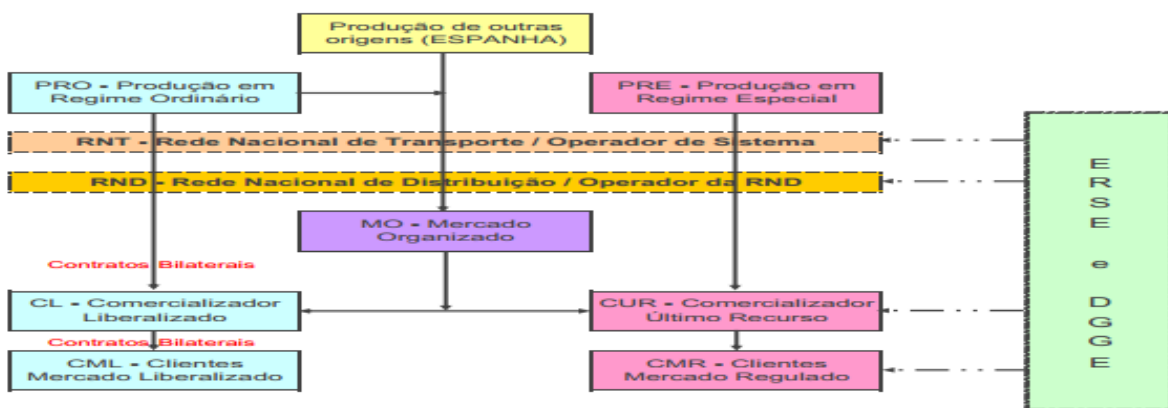 Produção de outras
origens (ESPANHA)
PRO - Produção em
Regime Ordinário
PRE - Produção em
Regime Especial
RNT - Rede Nacional de Transporte / Operador de Sistema
RND - Rede Nacional de Distribuição / Operador da RND
MO - Mercado
Organizado
Contratos Bilaterais
CL - Comercializador
Liberalizado
CUR - Comercializador
Último Recurso
Contratos Bilaterais
CML - Clientes
Mercado Liberalizado
CMR - Clientes
Mercado Regulado
E
R
S
E
e
D
G
G
E